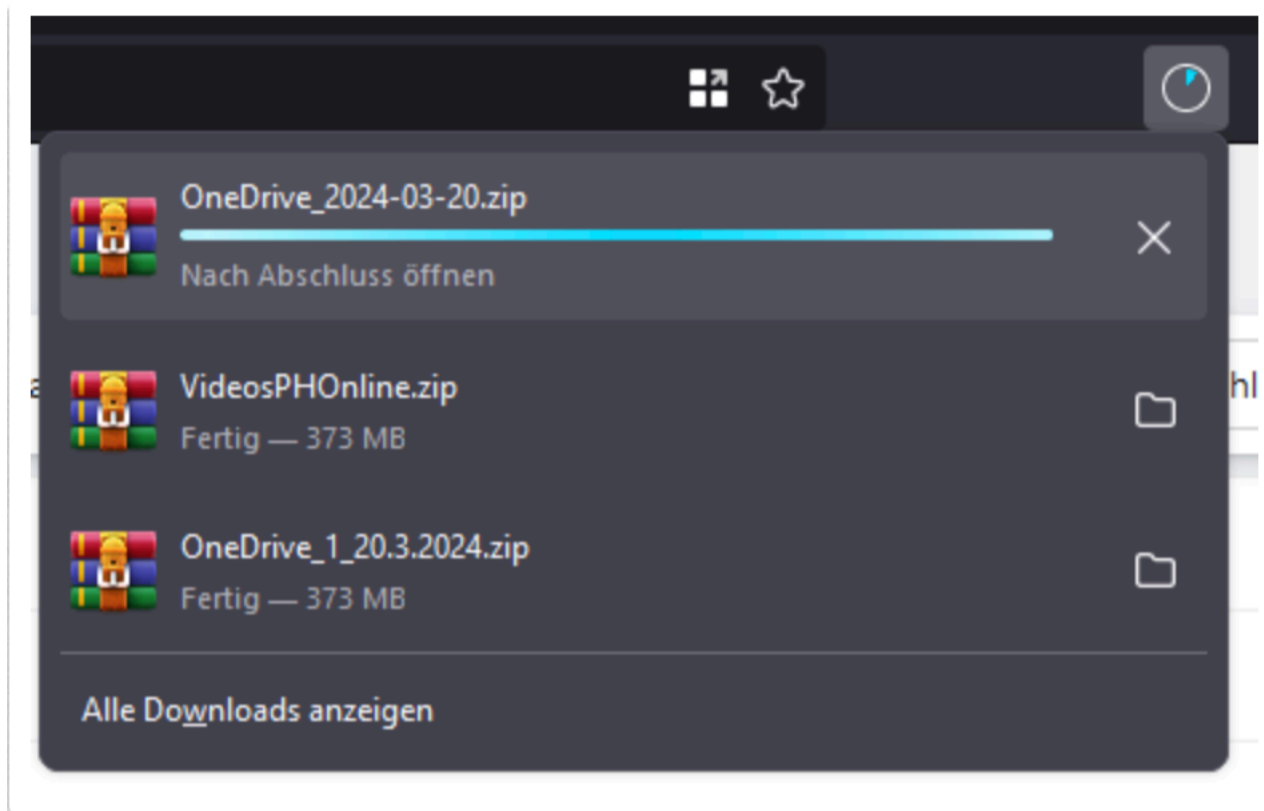 OneDrive_2024-03-20.zip
Nach Abschluss öffnen
VideosPHOnline.zip
Fertig — 373 MB
hl
OneDrive_1_20.3.2024.zip
Fertig — 373 MB
Alle Downloads anzeigen